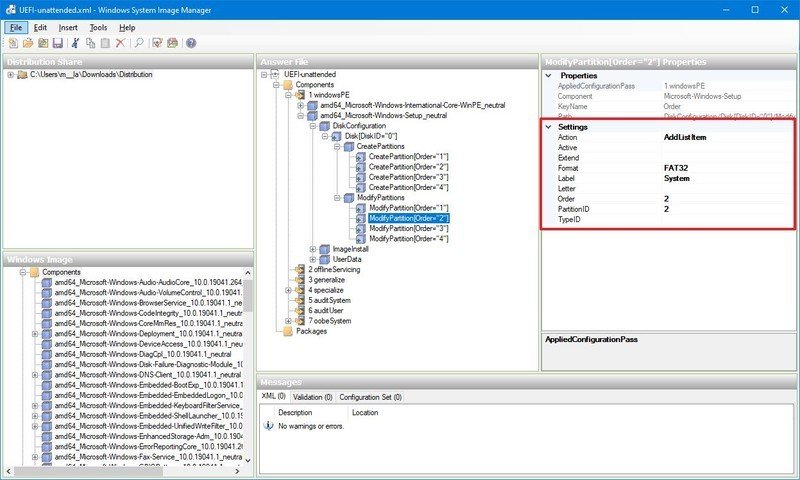 UEFI-unattended.xml - Windows System Image Manager
File Edit Insert Tools Help
Distribution Share
C:\Users\m__la\Downloads\Distribution
Windows Image
Components
amd64_Microsoft-Windows-Audio-AudioCore_10.0.19041.264
amd64_Microsoft-Windows-Audio-VolumeControl_10.0.19041.1
amd64_Microsoft-Windows-BrowserService_10.0.19041.1_ne
amd64_Microsoft-Windows-CodeIntegrity_10.0.19041.1_neutr
amd64_Microsoft-Windows-CoreMmRes_10.0.19041.1_neutral
amd64_Microsoft-Windows-Deployment_10.0.19041.1_neutral
amd64_Microsoft-Windows-DeviceAccess_10.0.19041.1_neut
amd64_Microsoft-Windows-DiagCpl_10.0.19041.1_neutral
amd64_Microsoft-Windows-Disk-Failure-Diagnostic-Module_10
amd64_Microsoft-Windows-DNS-Client_10.0.19041.1_neutral
amd64_Microsoft-Windows-Embedded-BootExp_10.0.19041.1
amd64_Microsoft-Windows-Embedded-EmbeddedLogon_10.0
amd64_Microsoft-Windows-Embedded-KeyboardFilterService_
amd64_Microsoft-Windows-Embedded-ShellLauncher_10.0.19
amd64_Microsoft-Windows-Embedded-UnifiedWriteFilter_10.0
amd64_Microsoft-Windows-EnhancedStorage-Adm_10.0.1904
amd64_Microsoft-Windows-ErrorReportingCore_10.0.19041.26
amd64_Microsoft-Windows-Fax-Service_10.0.19041.1_neutral
Answer File
UEFI-unattended
Components
1 windowsPE
amd64_Microsoft-Windows-International-Core-WinPE_neutral
amd64_Microsoft-Windows-Setup_neutral
DiskConfiguration
Disk[DiskID="0"]
CreatePartitions
CreatePartition[Order="1"]
CreatePartition[Order="2"]
CreatePartition[Order="3"]
CreatePartition[Order="4"]
ModifyPartitions
ModifyPartition[Order="1"]
ModifyPartition[Order="2"]
ModifyPartition[Order="3"]
ModifyPartition[Order="4"]
ImageInstall
UserData
2 offlineServicing
3 generalize
4 specialize
5 auditSystem
6 auditUser
7 oobeSystem
Packages
ModifyPartition[Order="2"] Properties
Properties
AppliedConfigurationPass 1 windowsPE
Component Microsoft-Windows-Setup
KeyName Order
Path DiskConfiguration/Disk[DiskID="0"]/Modif
Settings
Action AddListItem
Active
Extend
Format FAT32
Label System
Letter
Order 2
PartitionID 2
TypeID
AppliedConfigurationPass
Messages
XML (0) Validation (0) Configuration Set (0)
Description Location
No warnings or errors.